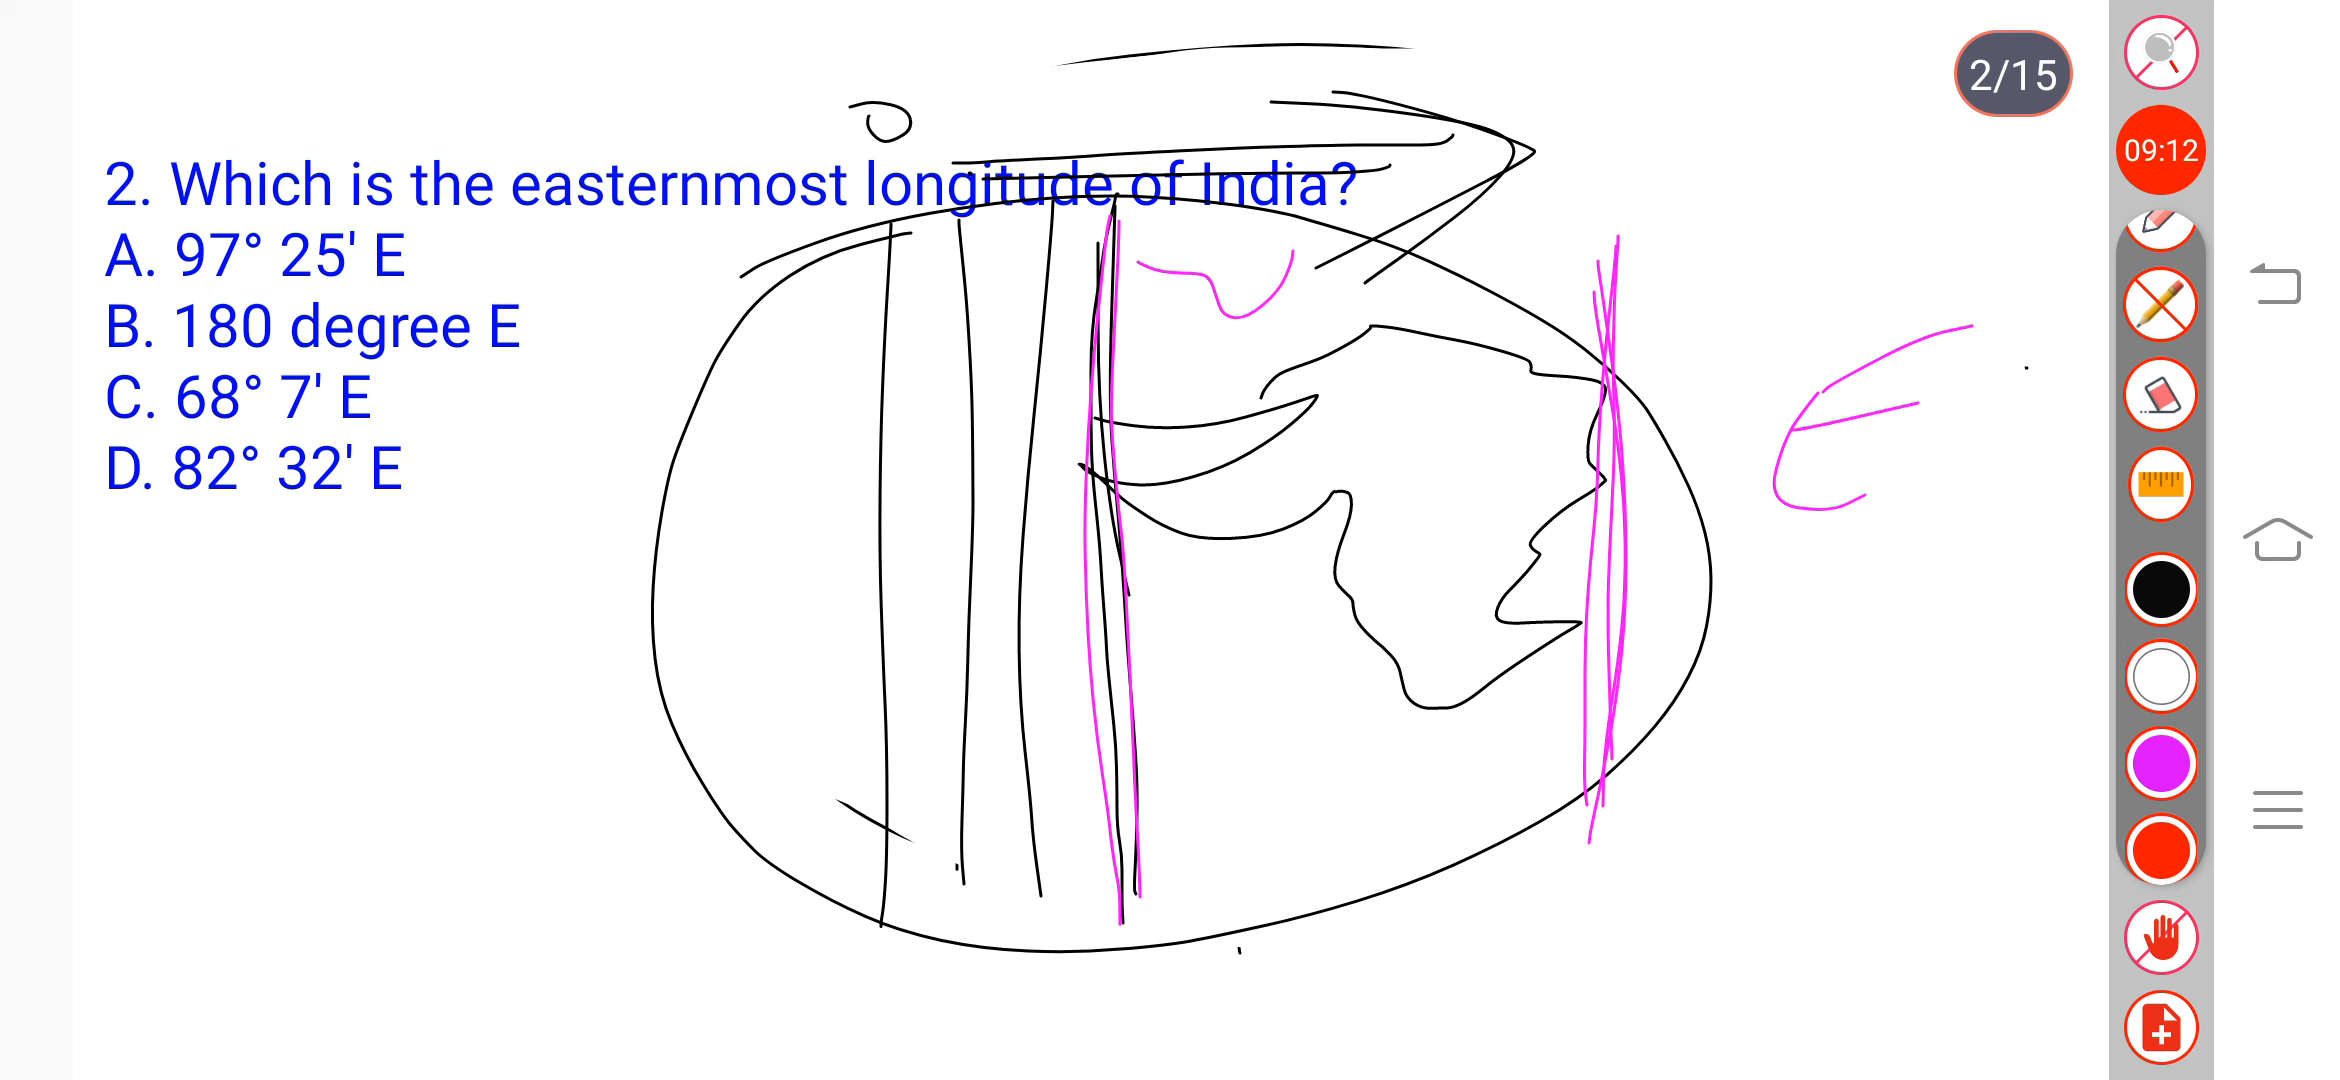 2/15
09:12
2. Which is the easternmost longitude of India?
A. 97° 25' E
B. 180 degree E
C. 68° 7' E
D. 82° 32' E
E